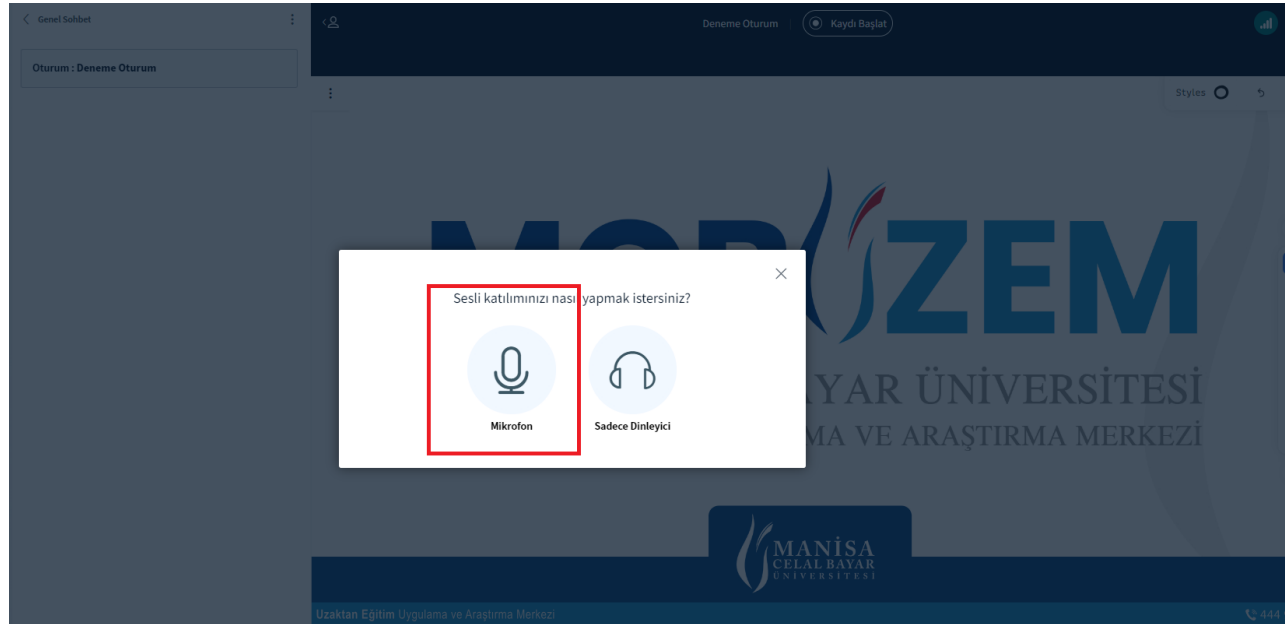 Genel Sohbet
Deneme Oturum
Kaydı Başlat
Oturum : Deneme Oturum
Styles
ZEM
Sesli katılımınızı nasıl yapmak istersiniz?
Mikrofon
Sadece Dinleyici
YAR ÜNİVERSİTESİ
MA VE ARAŞTIRMA MERKEZİ
MANİSA
CELAL BAYAR
ÜNİVERSİTESİ
Uzaktan Eğitim Uygulama ve Araştırma Merkezi
444